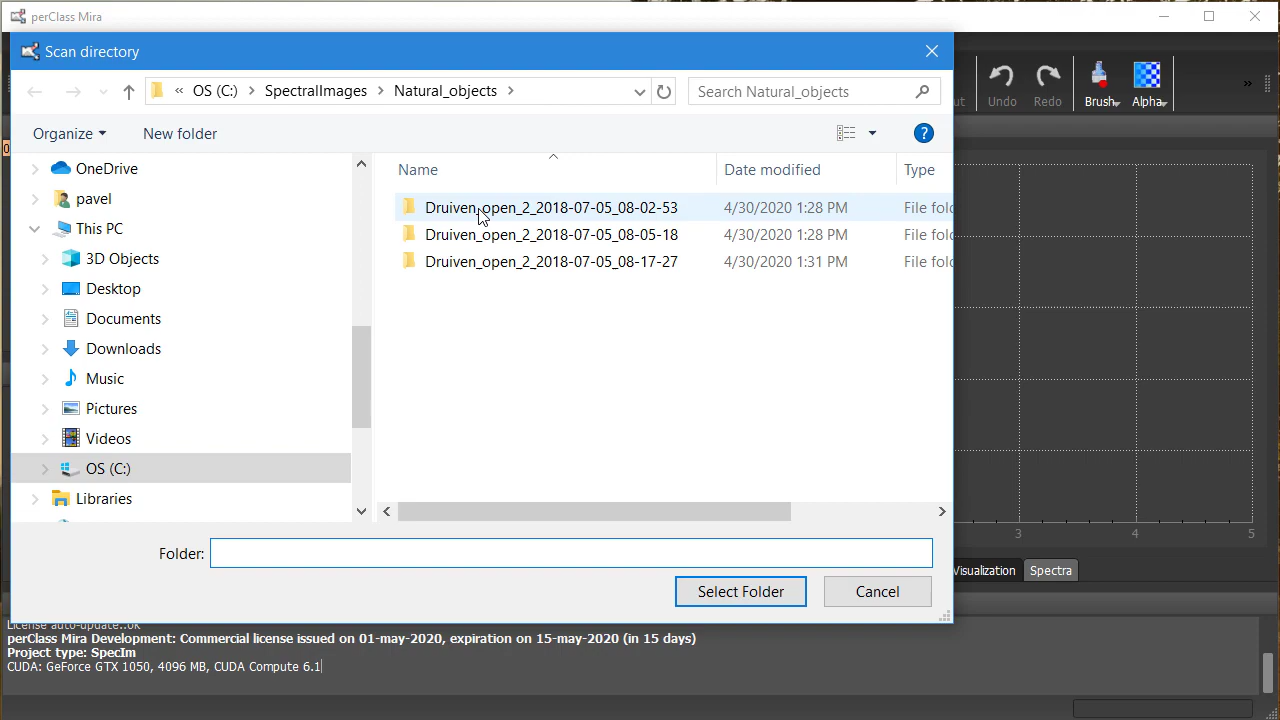 perClass Mira
Scan directory
« OS (C:) > SpectralImages > Natural_objects >
Search Natural_objects
Organize
New folder
?
Undo
Redo
Brush
Alpha
»
0
OneDrive
pavel
This PC
3D Objects
Desktop
Documents
Downloads
Music
Pictures
Videos
OS (C:)
Libraries
Name
Date modified
Type
Druiven_open_2_2018-07-05_08-02-53 4/30/2020 1:28 PM File fol
Druiven_open_2_2018-07-05_08-05-18 4/30/2020 1:28 PM File fol
Druiven_open_2_2018-07-05_08-17-27 4/30/2020 1:31 PM File fol
3 4 5
Folder:
Select Folder
Cancel
Visualization
Spectra
License auto-update..ok
perClass Mira Development: Commercial license issued on 01-may-2020, expiration on 15-may-2020 (in 15 days)
Project type: SpecIm
CUDA: GeForce GTX 1050, 4096 MB, CUDA Compute 6.1